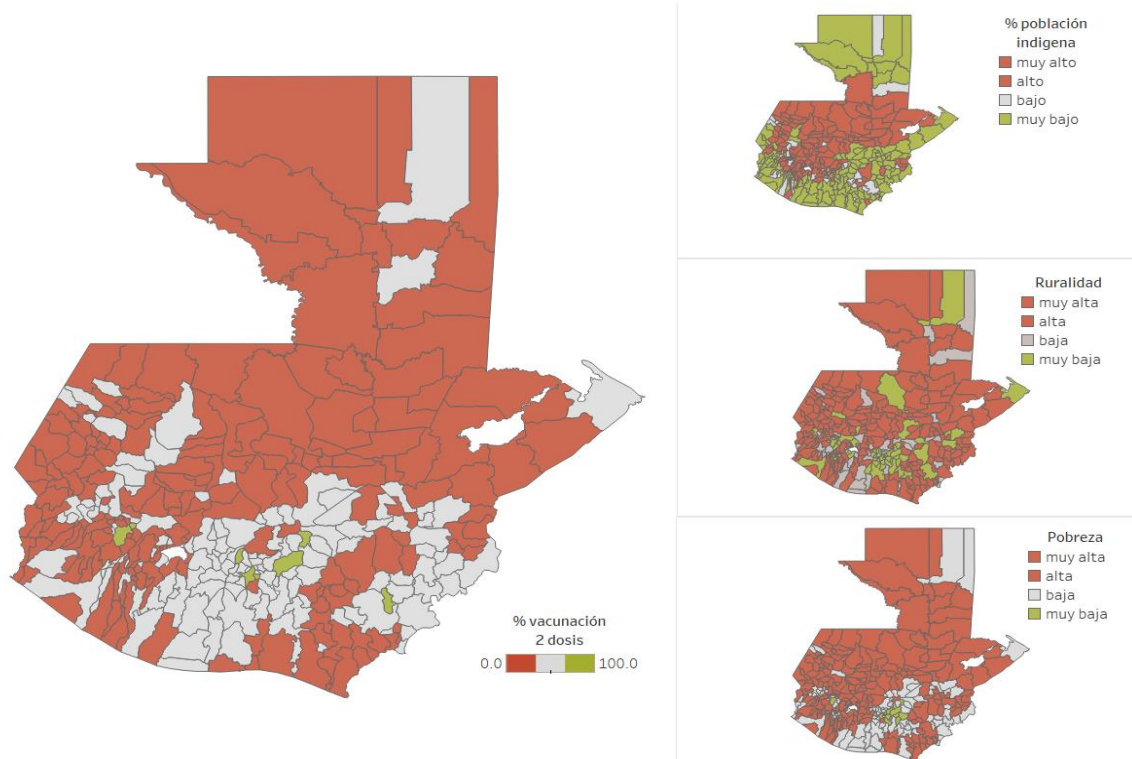 % vacunación
2 dosis
0.0
100.0
% población
indigena
muy alto
alto
bajo
muy bajo
Ruralidad
muy alta
alta
baja
muy baja
Pobreza
muy alta
alta
baja
muy baja